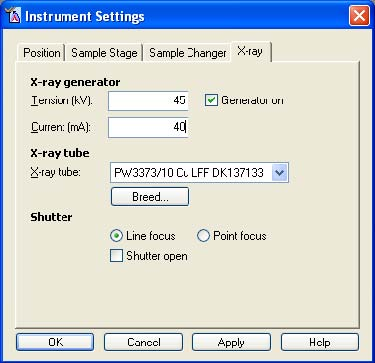 Instrument Settings
Position Sample Stage Sample Changer X-ray
X-ray generator
Tension (kV): 45 Generator on
Current (mA): 40
X-ray tube
X-ray tube: PW3373/10 Cu LFF DK137133
Breed...
Shutter
Line focus Point focus
Shutter open
OK Cancel Apply Help